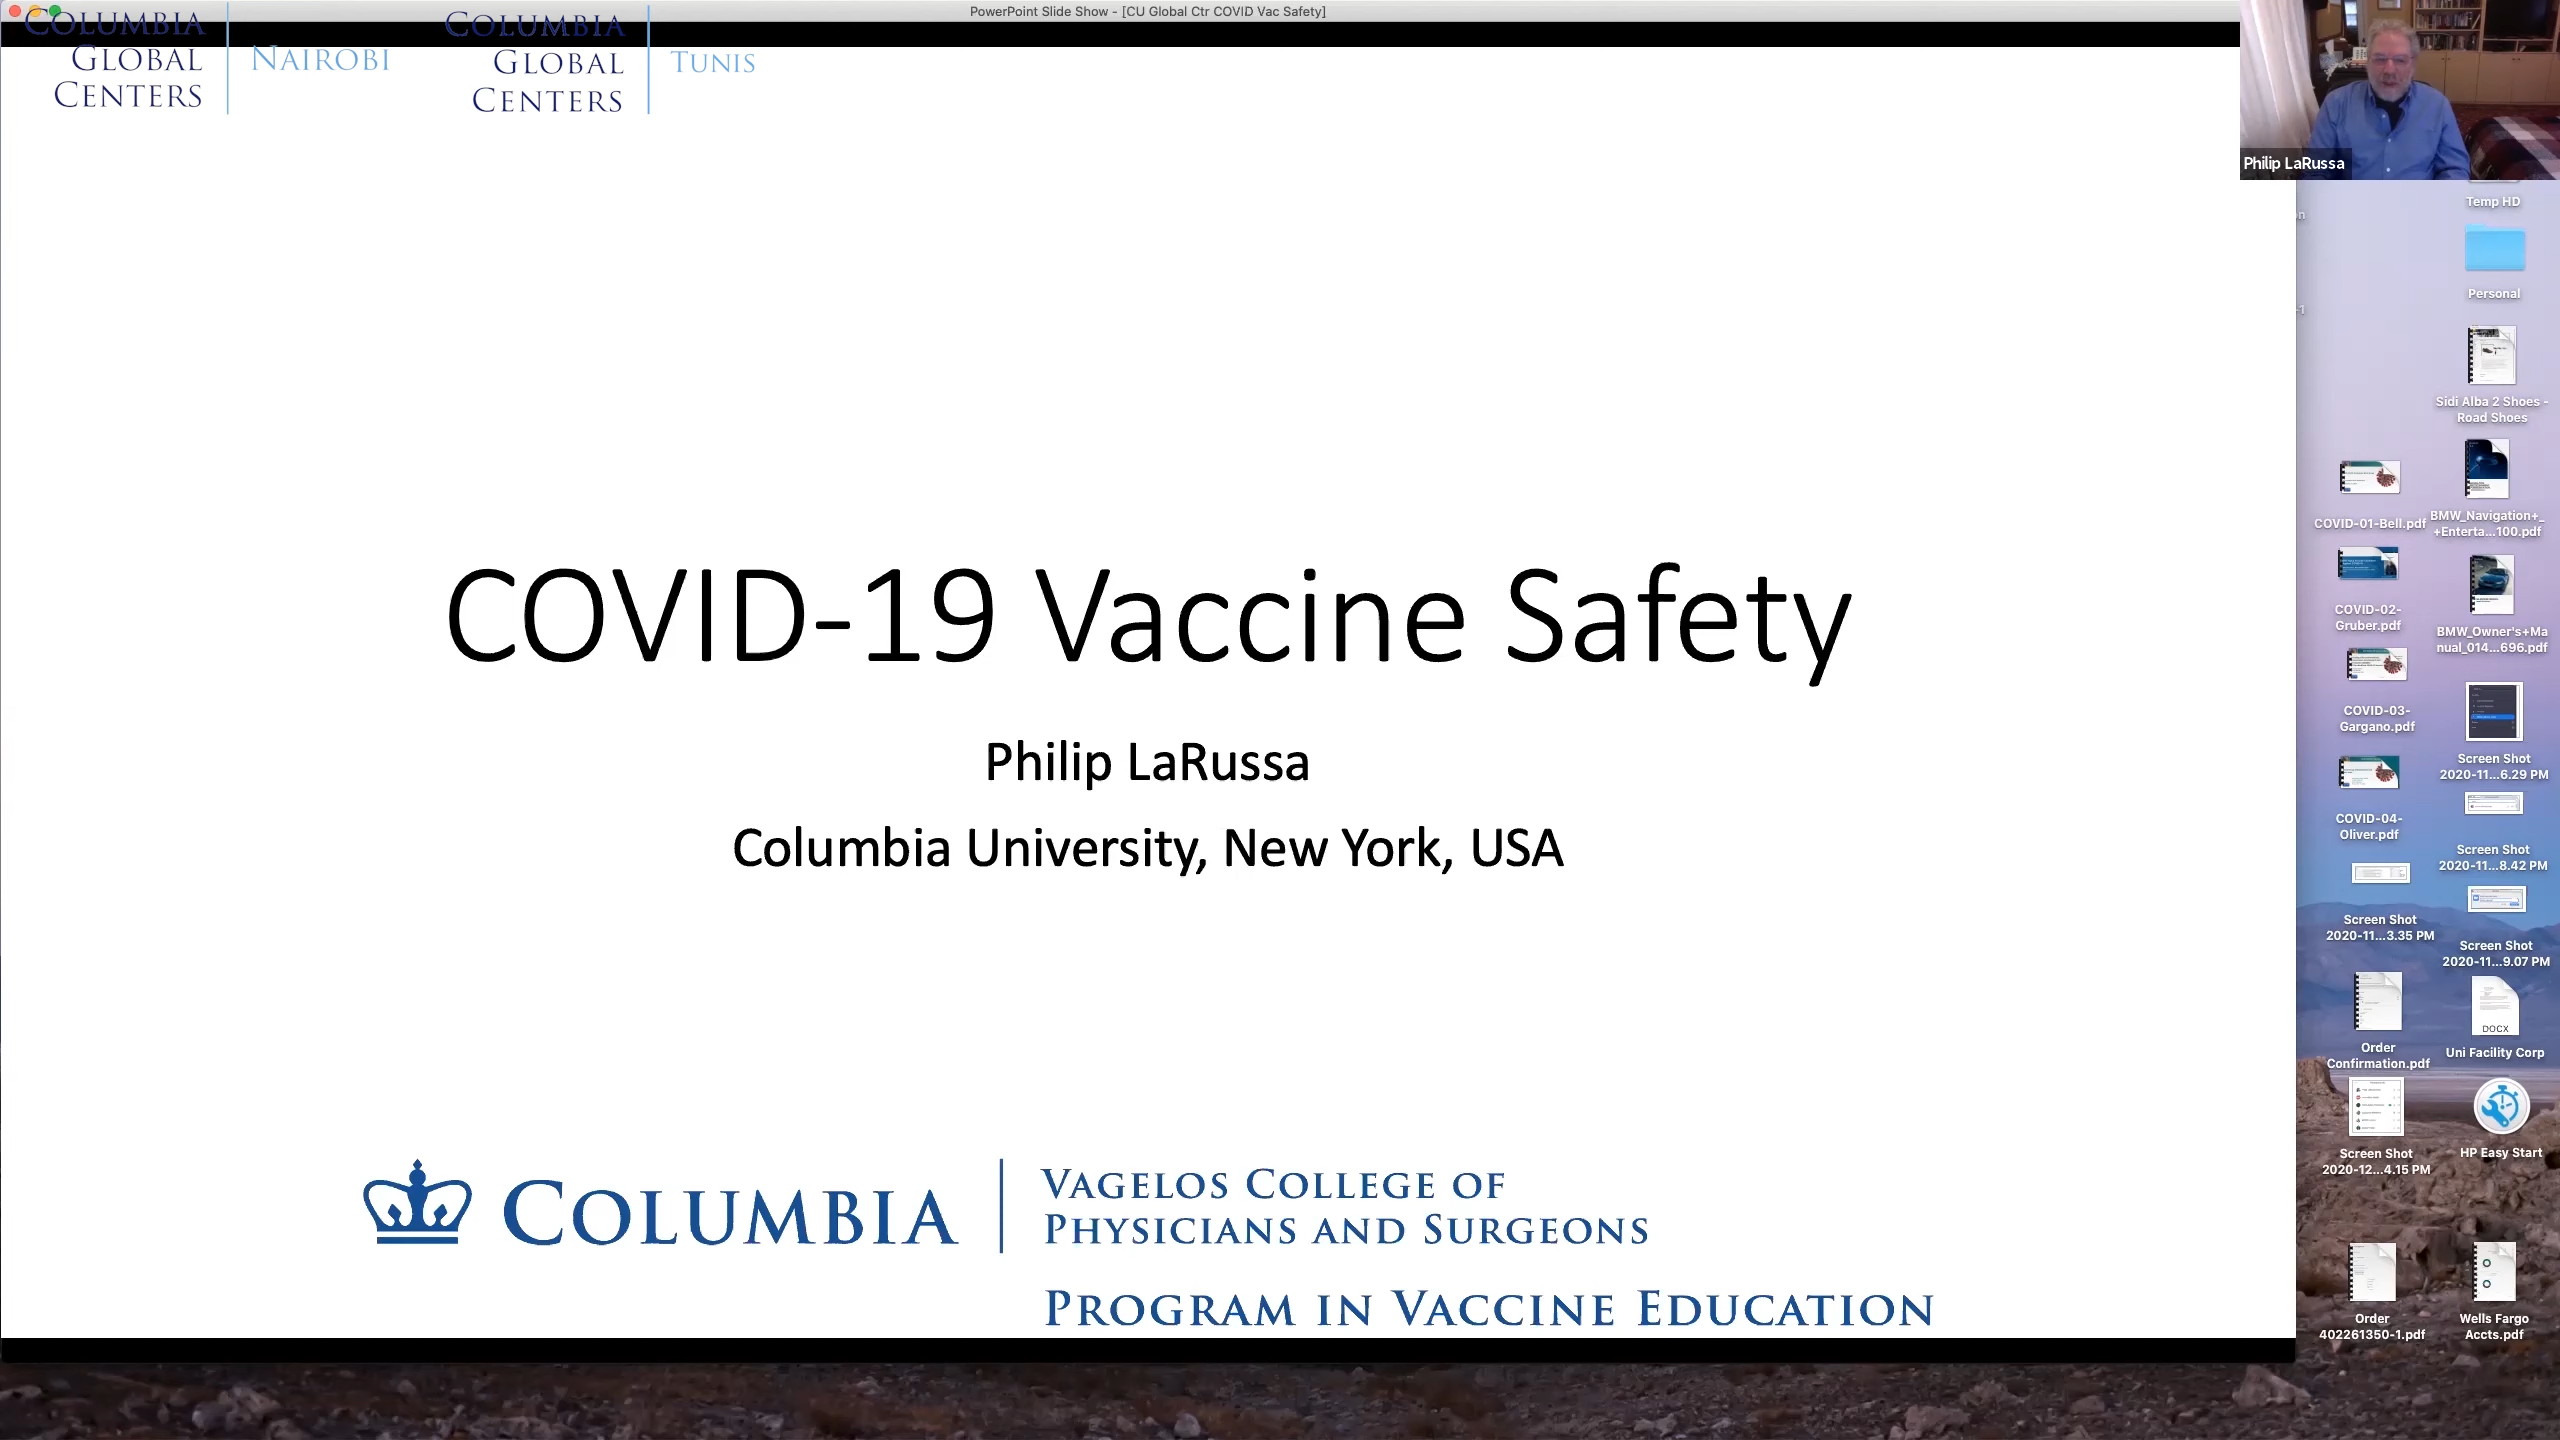 PowerPoint Slide Show - [CU Global Ctr COVID Vac Safety]
COLUMBIA
GLOBAL
CENTERS
NAIROBI
COLUMBIA
GLOBAL
CENTERS
TUNIS
COVID-19 Vaccine Safety
Philip LaRussa
Columbia University, New York, USA
COLUMBIA
VAGELOS COLLEGE OF
PHYSICIANS AND SURGEONS
PROGRAM IN VACCINE EDUCATION
Philip LaRussa
Temp HD
Personal
Sidi Alba 2 Shoes -
Road Shoes
COVID-01-Bell.pdf
BMW_Navigation+_
+Enterta...100.pdf
COVID-02-
Gruber.pdf
BMW_Owner's+Ma
nual_014...696.pdf
COVID-03-
Gargano.pdf
Screen Shot
2020-11...6.29 PM
COVID-04-
Oliver.pdf
Screen Shot
2020-11...8.42 PM
Screen Shot
2020-11...3.35 PM
Screen Shot
2020-11...9.07 PM
Order
Confirmation.pdf
DOCX
Uni Facility Corp
Screen Shot
2020-12...4.15 PM
HP Easy Start
Order
402261350-1.pdf
Wells Fargo
Accts.pdf